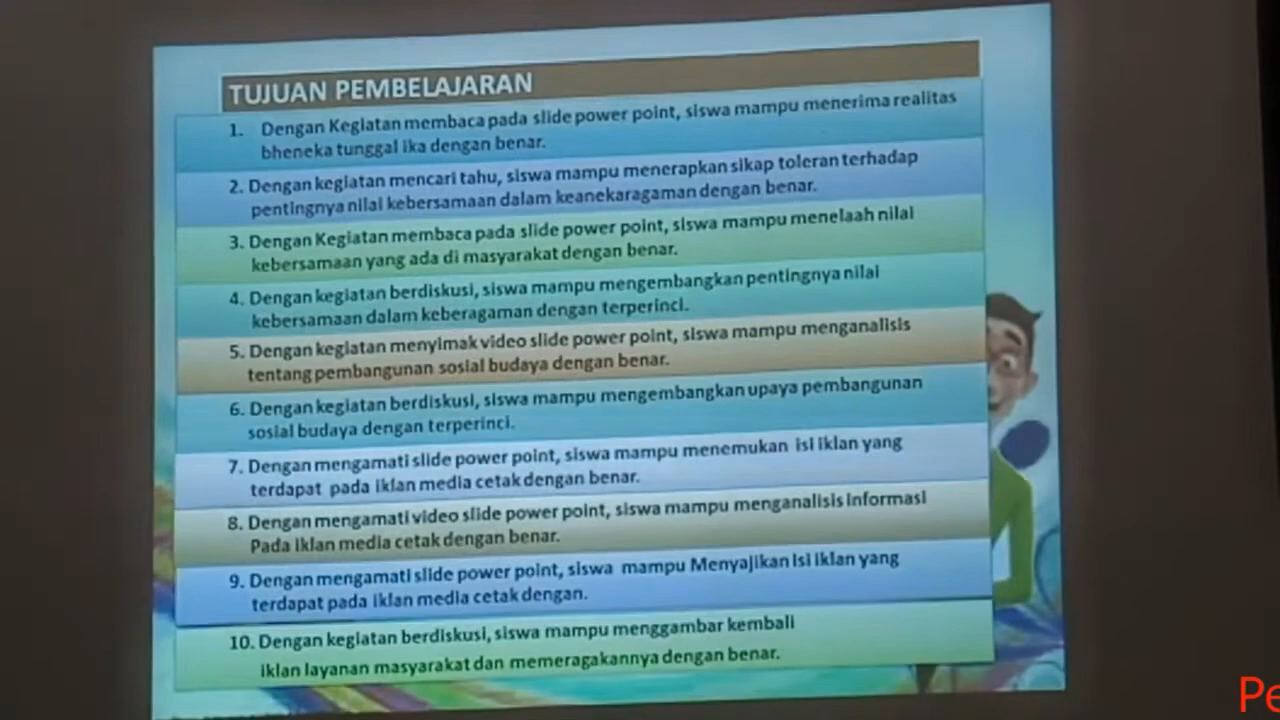 TUJUAN PEMBELAJARAN
1. Dengan Kegiatan membaca pada slide power point, siswa mampu menerima realitas
bheneka tunggal ika dengan benar.
2. Dengan kegiatan mencari tahu, siswa mampu menerapkan sikap toleran terhadap
pentingnya nilai kebersamaan dalam keanekaragaman dengan benar.
3. Dengan Kegiatan membaca pada slide power point, siswa mampu menelaah nilai
kebersamaan yang ada di masyarakat dengan benar.
4. Dengan kegiatan berdiskusi, siswa mampu mengembangkan pentingnya nilai
kebersamaan dalam keberagaman dengan terperinci.
5. Dengan kegiatan menyimak video slide power point, siswa mampu menganalisis
tentang pembangunan sosial budaya dengan benar.
6. Dengan kegiatan berdiskusi, siswa mampu mengembangkan upaya pembangunan
sosial budaya dengan terperinci.
7. Dengan mengamati slide power point, siswa mampu menemukan isi iklan yang
terdapat pada iklan media cetak dengan benar.
8. Dengan mengamati video slide power point, siswa mampu menganalisis informasi
Pada iklan media cetak dengan benar.
9. Dengan mengamati slide power point, siswa mampu Menyajikan isi iklan yang
terdapat pada iklan media cetak dengan.
10. Dengan kegiatan berdiskusi, siswa mampu menggambar kembali
iklan layanan masyarakat dan memeragakannya dengan benar.
Pe